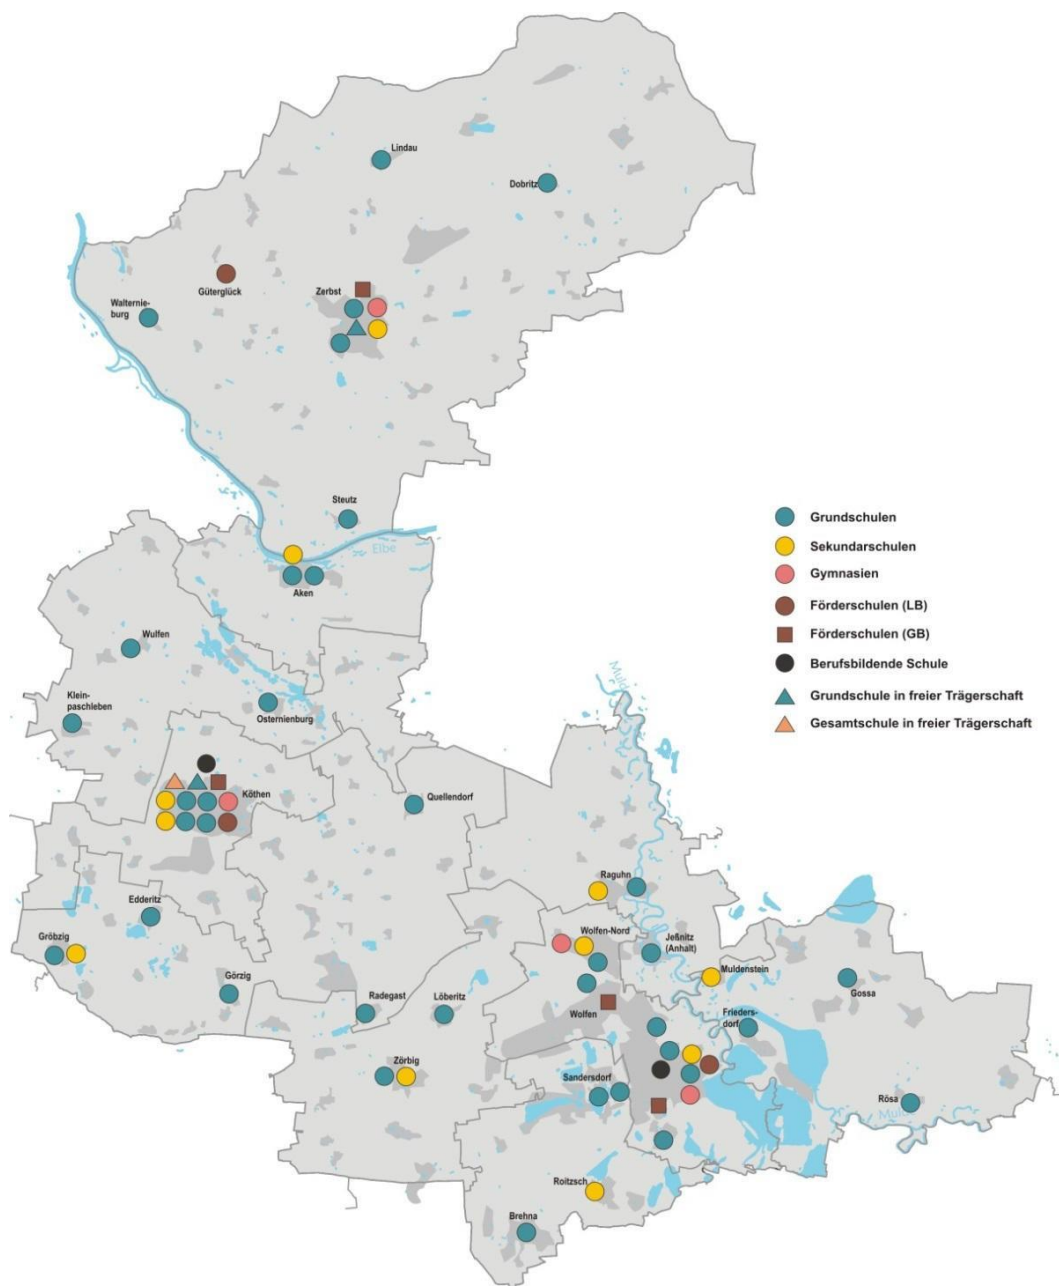 Lindau
Dobritz
Güterglück
Zerbst
Walternie-
burg
Steutz
Elbe
Aken
Grundschulen
Sekundarschulen
Gymnasien
Förderschulen (LB)
Förderschulen (GB)
Berufsbildende Schule
Grundschule in freier Trägerschaft
Gesamtschule in freier Trägerschaft
Wulfen
Klein-
paschleben
Osternienburg
Köthen
Quellendorf
Raguhn
Edderitz
Gröbzig
Görzig
Wolfen-Nord
Jeßnitz
(Anhalt)
Muldenstein
Gossa
Radegast
Löberitz
Wolfen
Frieders-
dorf
Zörbig
Sandersdorf
Rösa
Roitzsch
Brehna